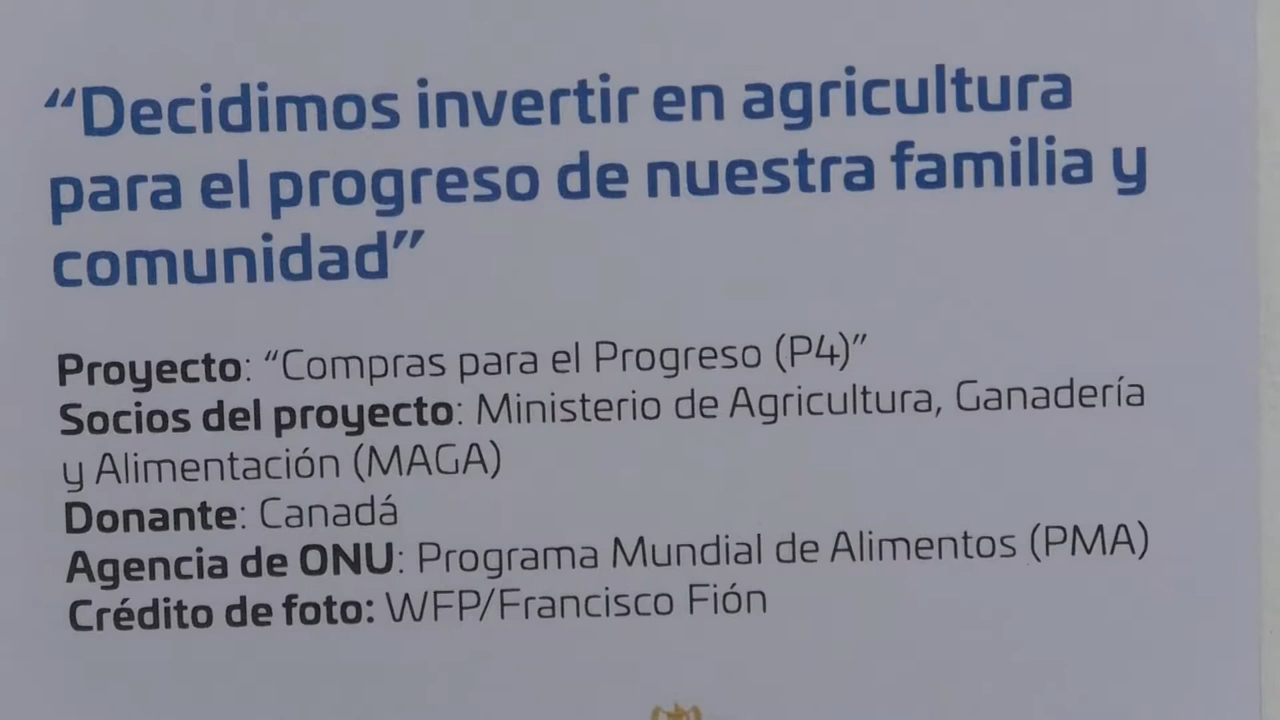 “Decidimos invertir en agricultura
para el progreso de nuestra familia y
comunidad”
Proyecto: “Compras para el Progreso (P4)”
Socios del proyecto: Ministerio de Agricultura, Ganadería
y Alimentación (MAGA)
Donante: Canadá
Agencia de ONU: Programa Mundial de Alimentos (PMA)
Crédito de foto: WFP/Francisco Fión